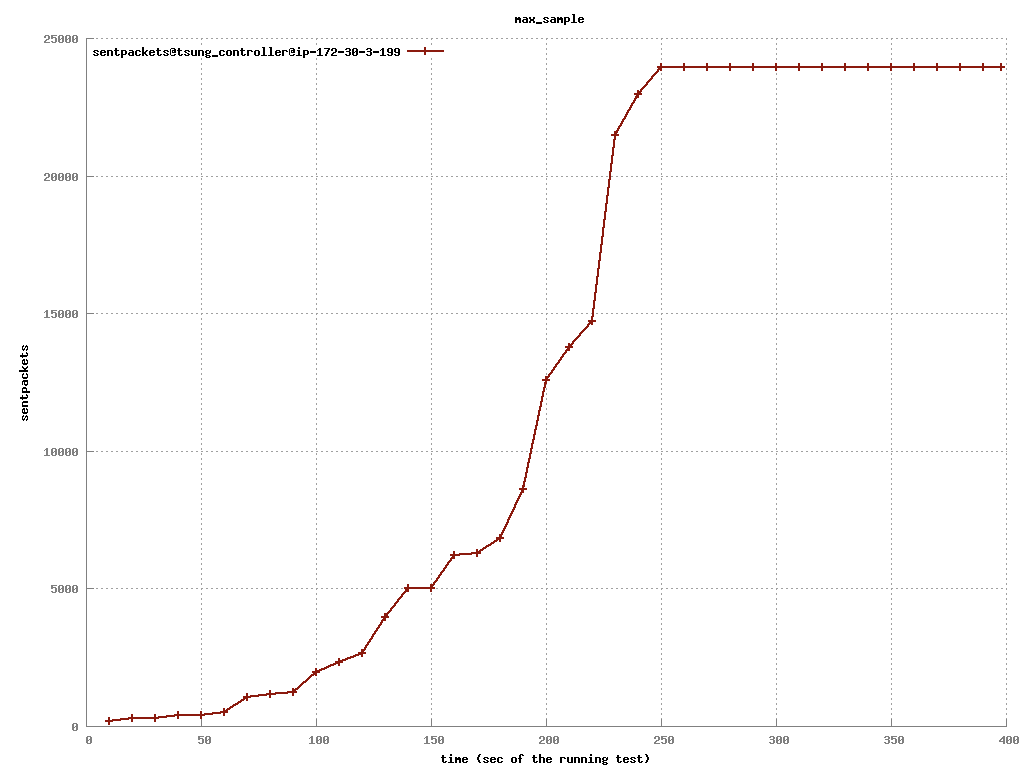 max_sample
sentpackets@tsung_controller@ip-172-30-3-199
25000
20000
15000
10000
5000
0
sentpackets
0 50 100 150 200 250 300 350 400
time (sec of the running test)